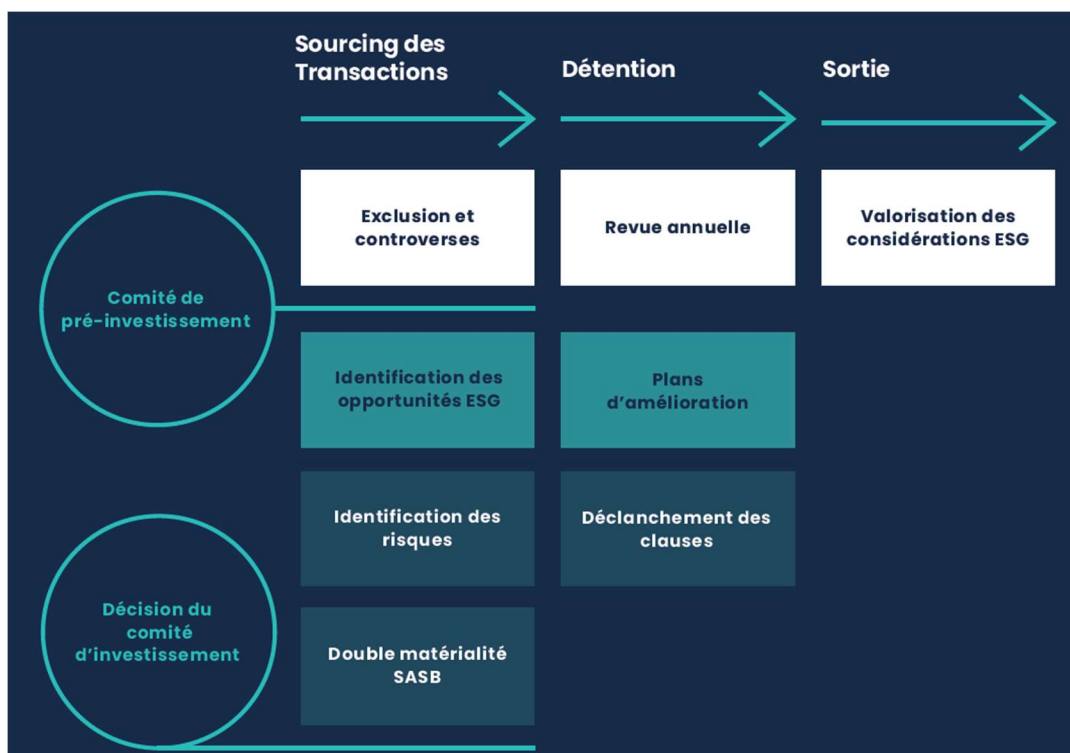 Sourcing des
Transactions
Détention
Sortie
Exclusion et
controverses
Revue annuelle
Valorisation des
considérations ESG
Comité de
pré-investissement
Identification des
opportunités ESG
Plans
d’amélioration
Identification des
risques
Déclanchement des
clauses
Décision du
comité
d’investissement
Double matérialité
SASB